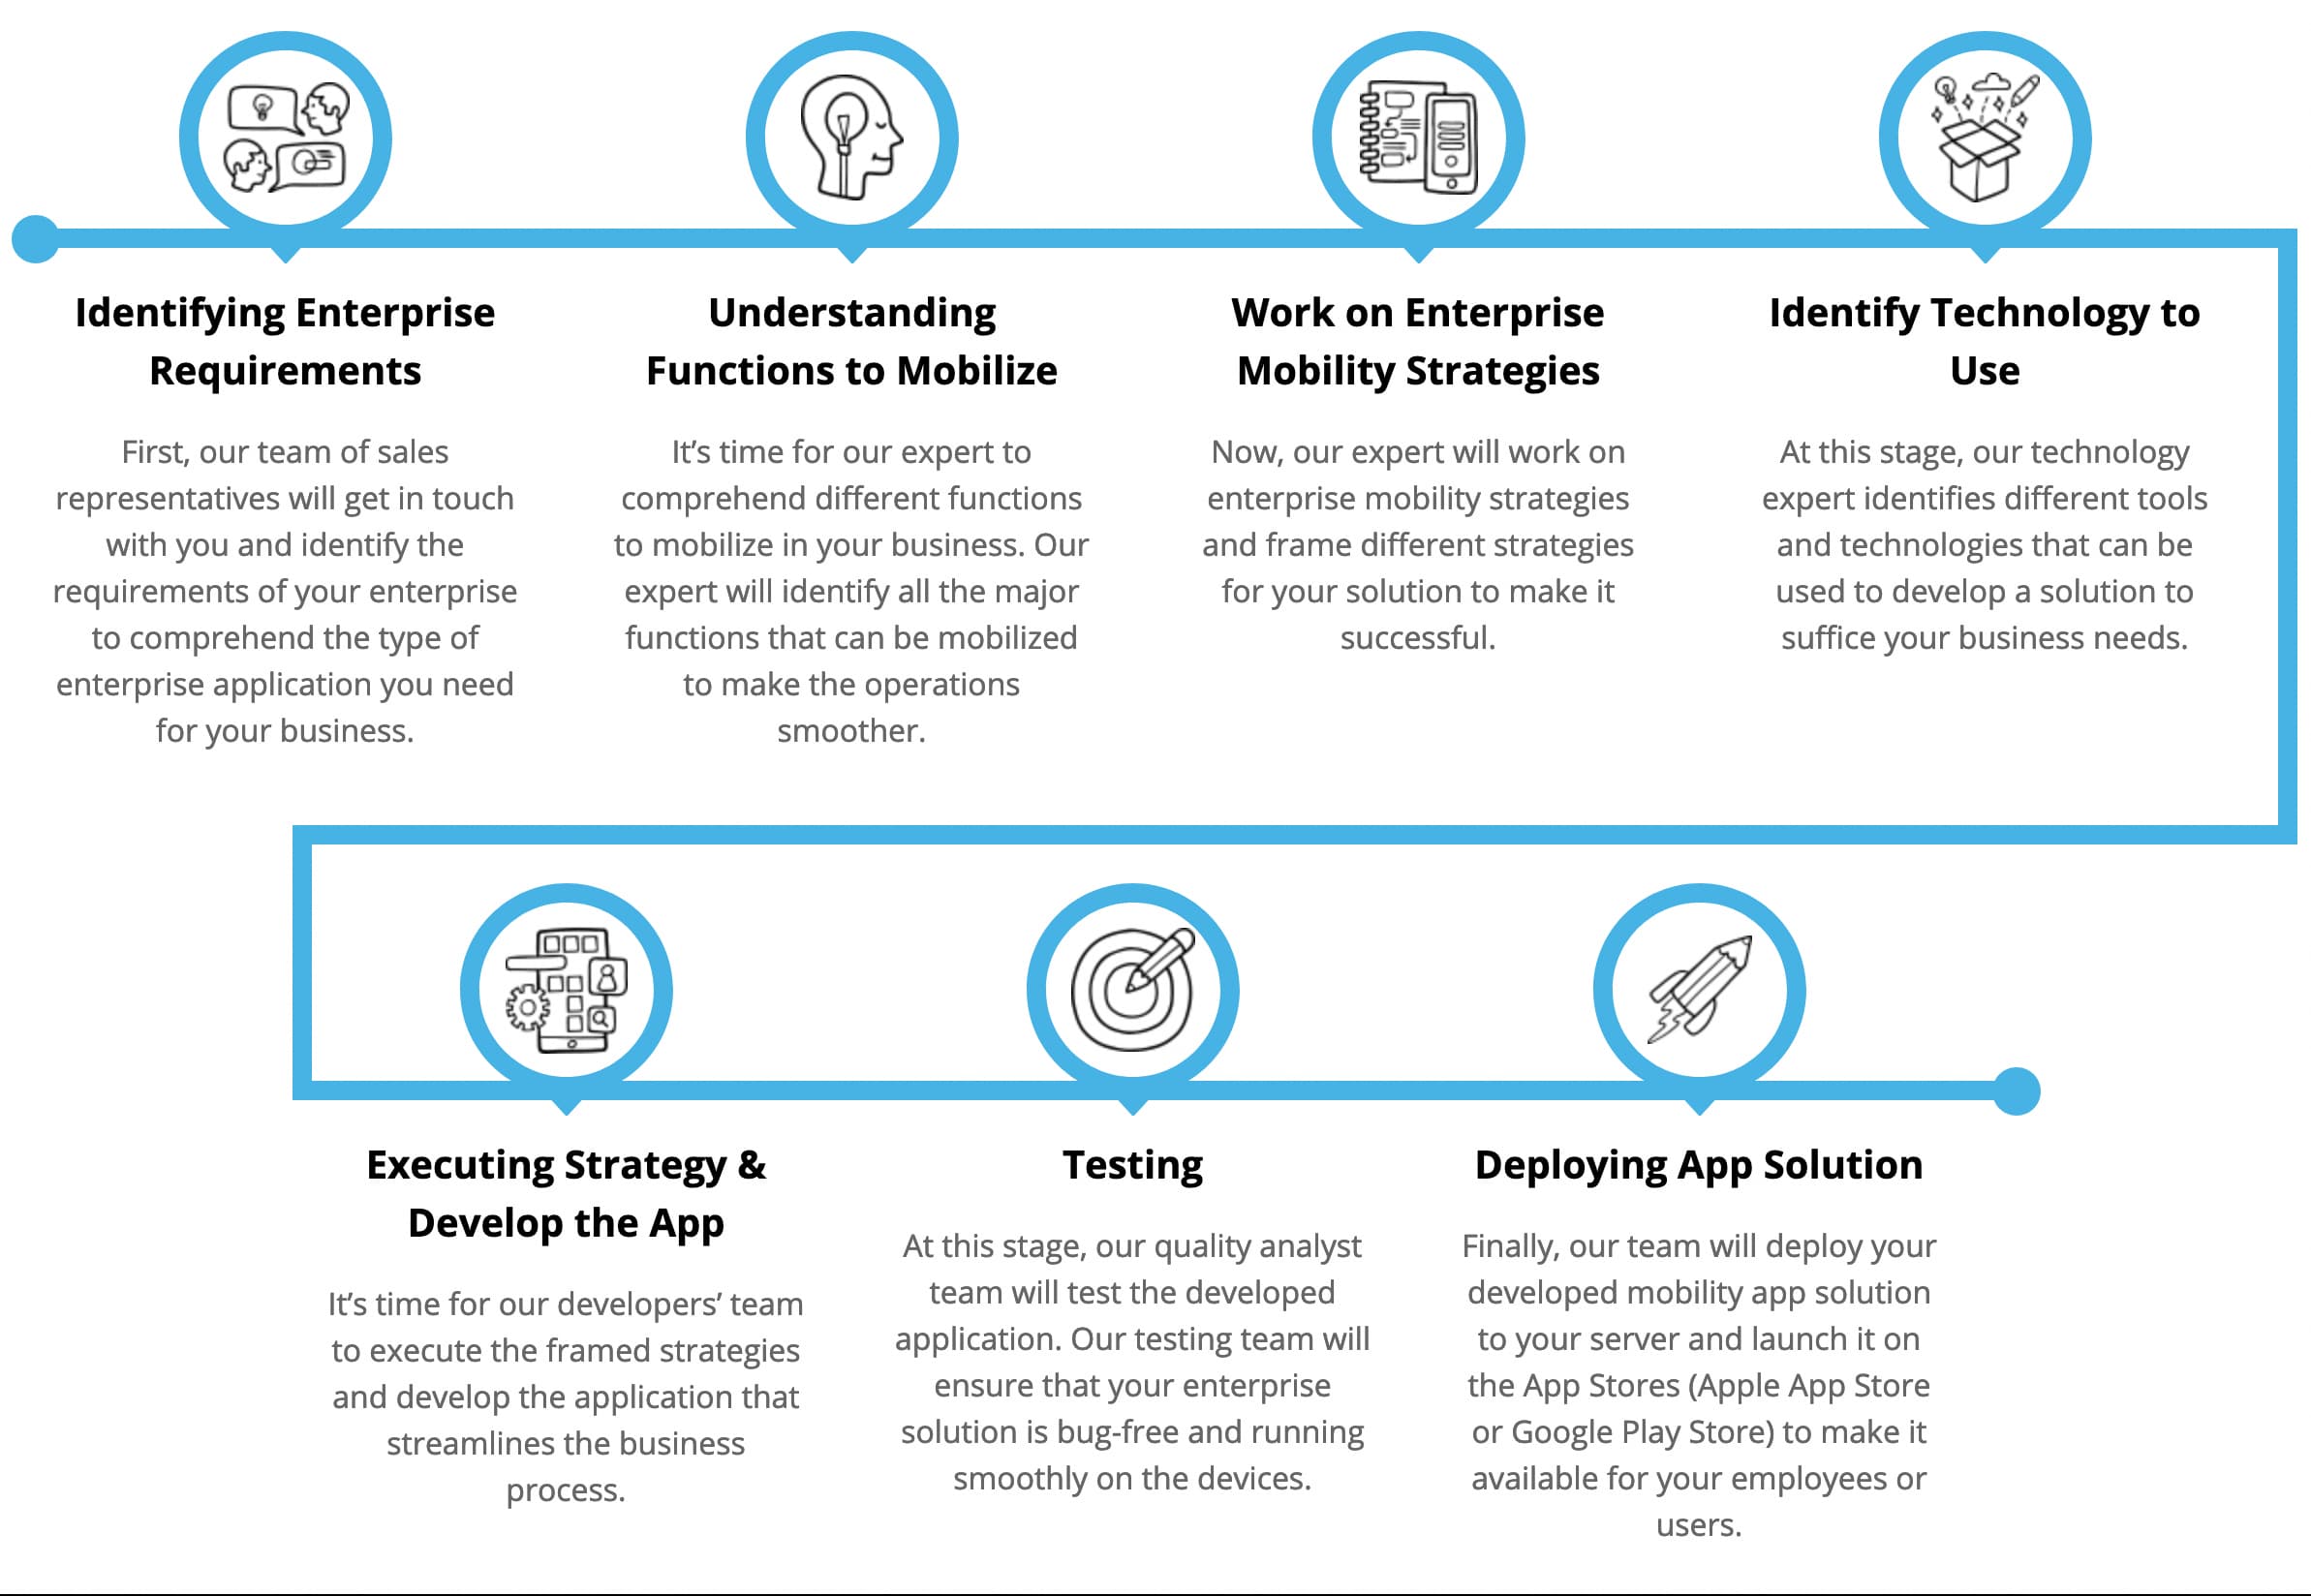 Identifying Enterprise
Requirements
First, our team of sales
representatives will get in touch
with you and identify the
requirements of your enterprise
to comprehend the type of
enterprise application you need
for your business.
Understanding
Functions to Mobilize
It’s time for our expert to
comprehend different functions
to mobilize in your business. Our
expert will identify all the major
functions that can be mobilized
to make the operations
smoother.
Work on Enterprise
Mobility Strategies
Now, our expert will work on
enterprise mobility strategies
and frame different strategies
for your solution to make it
successful.
Identify Technology to
Use
At this stage, our technology
expert identifies different tools
and technologies that can be
used to develop a solution to
suffice your business needs.
Executing Strategy &
Develop the App
It’s time for our developers’ team
to execute the framed strategies
and develop the application that
streamlines the business
process.
Testing
At this stage, our quality analyst
team will test the developed
application. Our testing team will
ensure that your enterprise
solution is bug-free and running
smoothly on the devices.
Deploying App Solution
Finally, our team will deploy your
developed mobility app solution
to your server and launch it on
the App Stores (Apple App Store
or Google Play Store) to make it
available for your employees or
users.